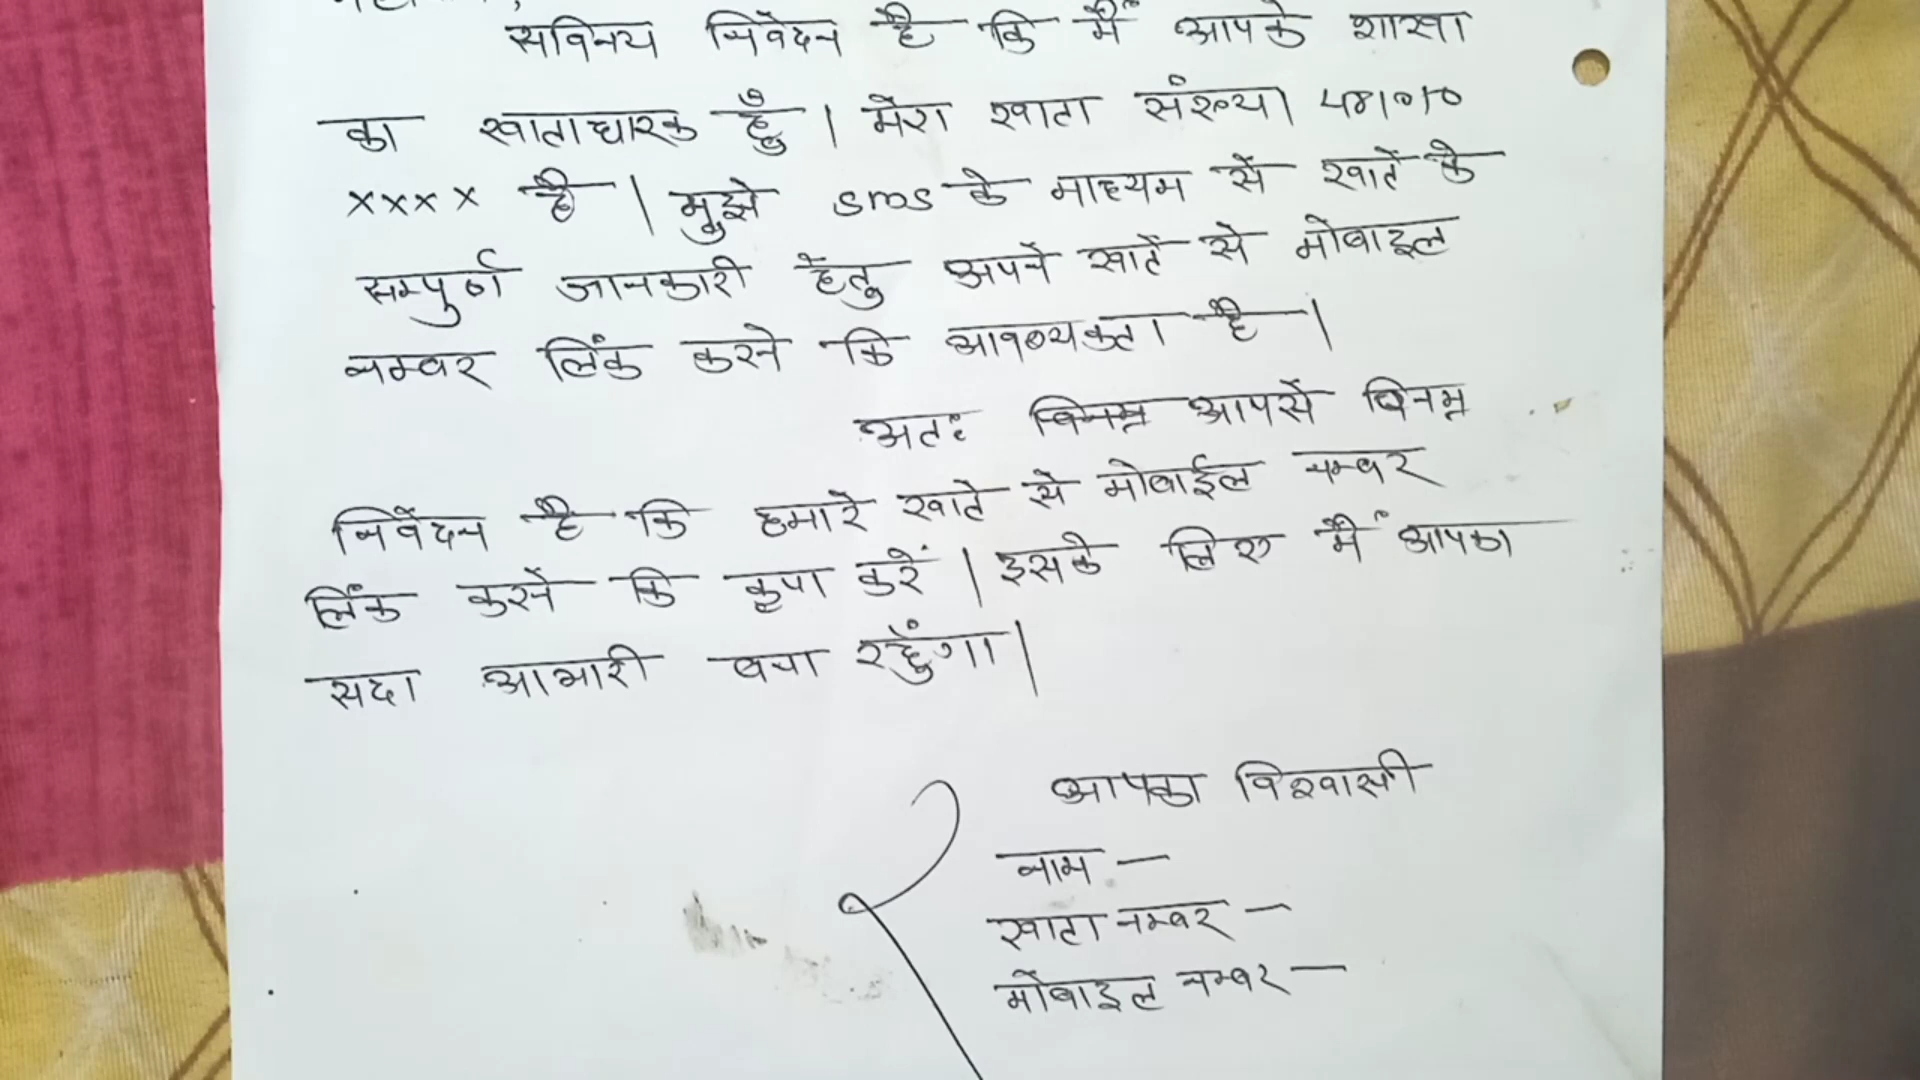 सविनय निवेदन है कि मैं आपके शाखा
का खाताधारक हूँ। मेरा खाता संख्या
xxxx है। मुझे sms के माध्यम से खाते के
सम्पुर्ण जानकारी हेतु अपने खाते से मोबाइल
नम्बर लिंक करने कि आवश्यकता है।
अतः विनम्र आपसे विनम्र
निवेदन है कि हमारे खाते से मोबाईल नम्बर
लिंक करने कि कृपा करें। इसके लिए मैं आपका
सदा आभारी बना रहुँगा।
आपका विश्वासी
नाम —
खाता नम्बर —
मोबाइल नम्बर —